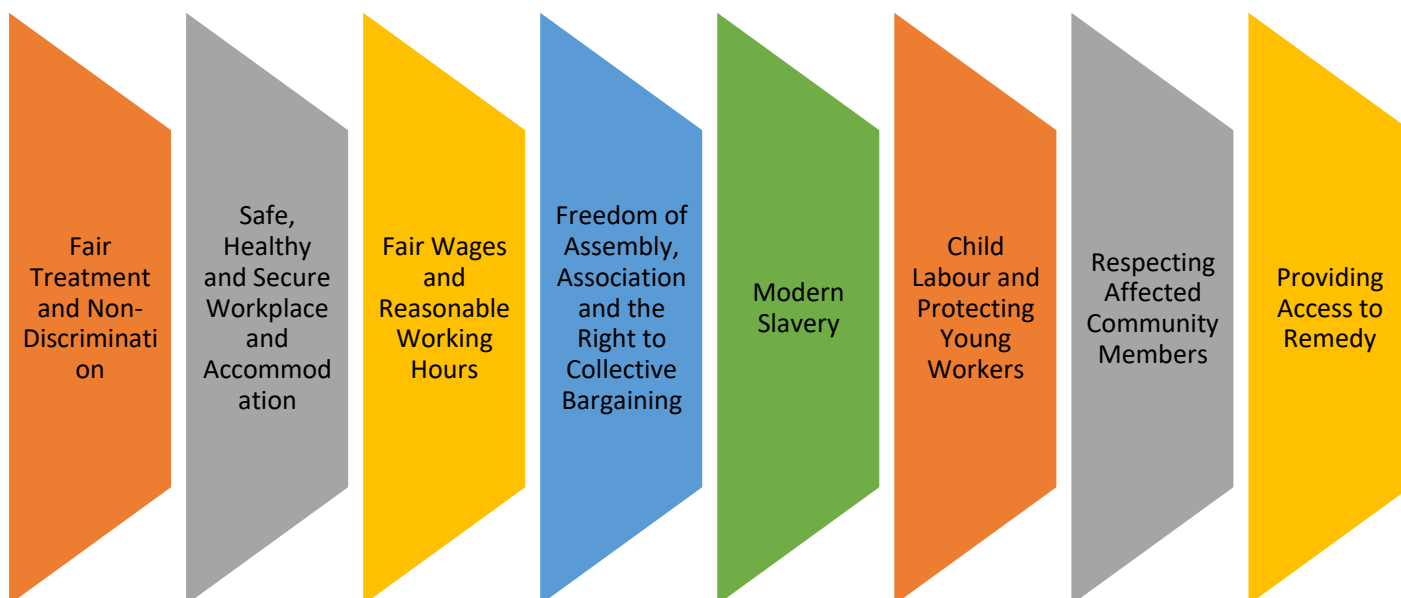 Fair
Treatment
and Non-
Discriminati
on
Safe,
Healthy
and Secure
Workplace
and
Accommod
ation
Fair Wages
and
Reasonable
Working
Hours
Freedom of
Assembly,
Association
and the
Right to
Collective
Bargaining
Modern
Slavery
Child
Labour and
Protecting
Young
Workers
Respecting
Affected
Community
Members
Providing
Access to
Remedy